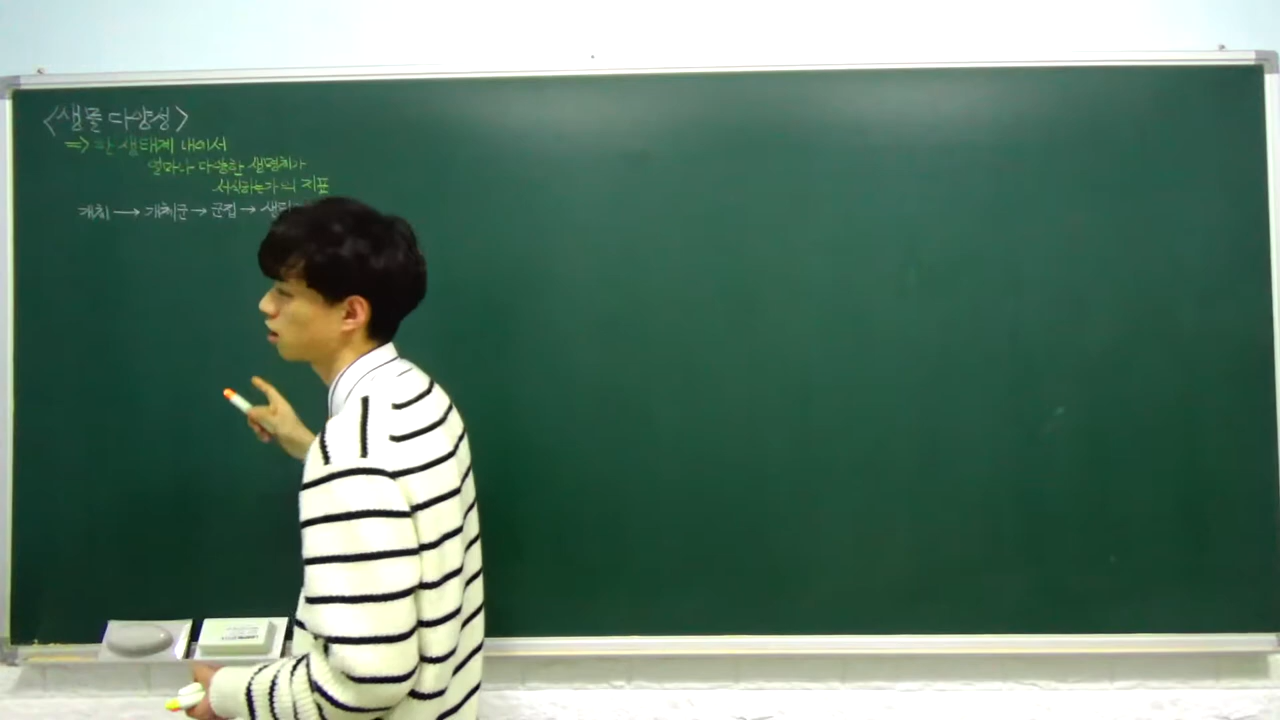 <생물 다양성>
=> 한 생태계 내에서
얼마나 다양한 생명체가
서식하는가의 지표
개체 → 개체군 → 군집 →